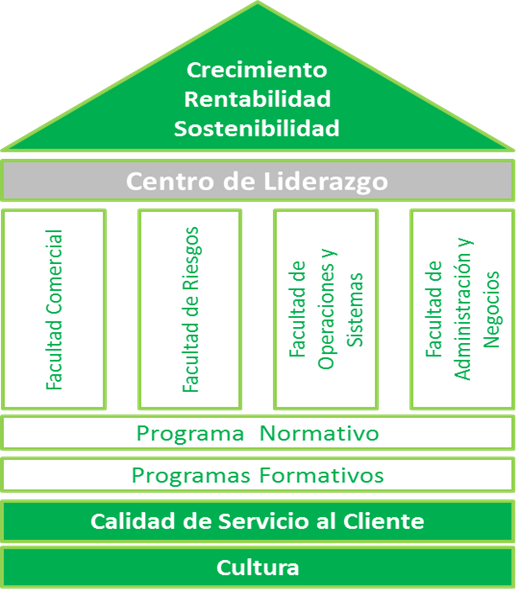 Crecimiento
Rentabilidad
Sostenibilidad
Centro de Liderazgo
Facultad Comercial
Facultad de Riesgos
Facultad de
Operaciones y
Sistemas
Facultad de
Administración y
Negocios
Programa Normativo
Programas Formativos
Calidad de Servicio al Cliente
Cultura